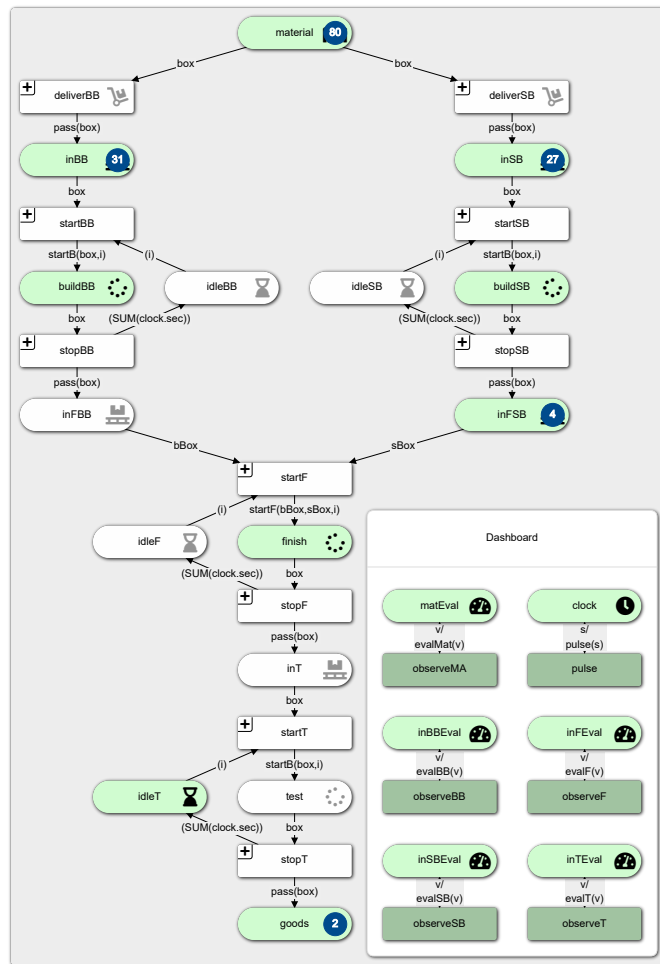 material 80
box box
deliverBB deliverSB
pass(box) pass(box)
inBB 31 inSB 27
box box
startBB startSB
startB(box,i) (i) (i) startB(box,i)
buildBB idleBB idleSB buildSB
box (SUM(clock.sec)) (SUM(clock.sec)) box
stopBB stopSB
pass(box) pass(box)
inFBB inFSB 4
bBox sBox
startF
(i) startF(bBox,sBox,i)
idleF finish
(SUM(clock.sec)) box
stopF
pass(box)
inT
box
startT
(i) startB(box,i)
idleT test
(SUM(clock.sec)) box
stopT
pass(box)
goods 2
Dashboard
matEval clock
v/ s/
evalMat(v) pulse(s)
observeMA pulse
inBBEval inFEval
v/ v/
evalBB(v) evalF(v)
observeBB observeF
inSBEval inTEval
v/ v/
evalSB(v) evalT(v)
observeSB observeT